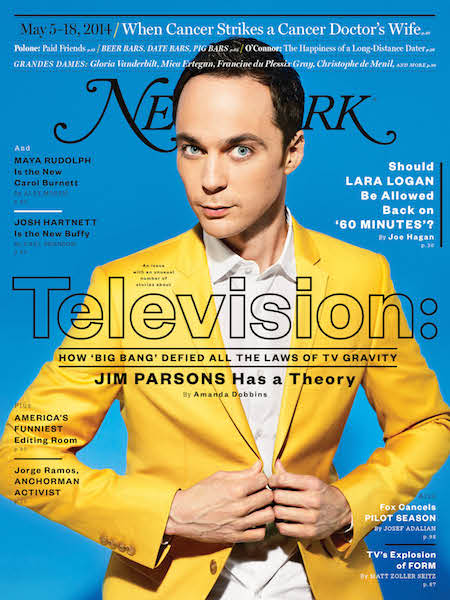 May 5–18, 2014 / When Cancer Strikes a Cancer Doctor's Wife p.40
Polone: Paid Friends / BEER BARS, DATE BARS, PIG BARS / O'Connor: The Happiness of a Long-Distance Dater
GRANDES DAMES: Gloria Vanderbilt, Mica Ertegun, Francine du Plessix Gray, Christophe de Menil, AND MORE
NEW YORK
And
MAYA RUDOLPH
Is the New
Carol Burnett
JOSH HARTNETT
Is the New Buffy
Should
LARA LOGAN
Be Allowed
Back on
'60 MINUTES'?
By Joe Hagan
p.30
An issue
with an unusual
number of
stories about
Television:
HOW 'BIG BANG' DEFIED ALL THE LAWS OF TV GRAVITY
JIM PARSONS Has a Theory
By Amanda Dobbins
Plus
AMERICA'S
FUNNIEST
Editing Room
Jorge Ramos,
ANCHORMAN
ACTIVIST
Also
Fox Cancels
PILOT SEASON
By JOSEF ADALIAN
TV's Explosion
of FORM
By MATT ZOLLER SEITZ
p.87